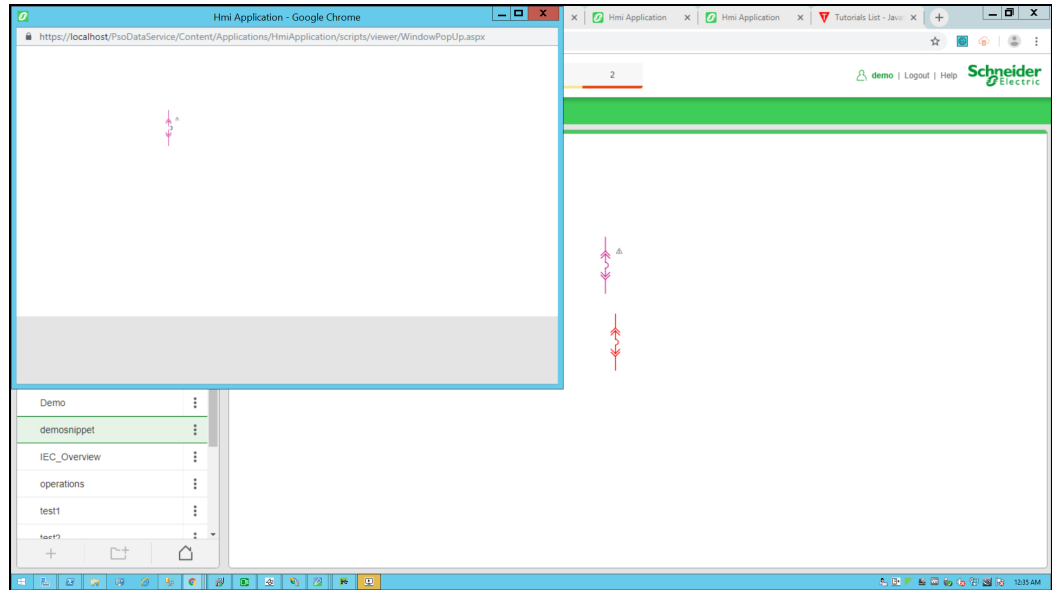 Hmi Application - Google Chrome
https://localhost/PsoDataService/Content/Applications/HmiApplication/scripts/viewer/WindowPopUp.aspx
Hmi Application
Hmi Application
Tutorials List - Java
2
demo | Logout | Help
Schneider
Electric
Demo
demosnippet
IEC_Overview
operations
test1
test2
12:35 AM